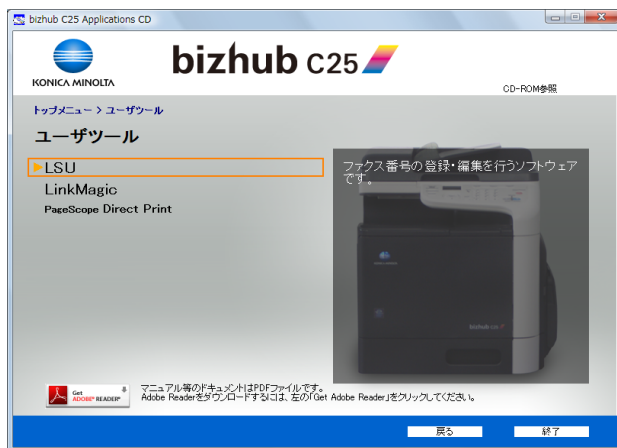 bizhub C25 Applications CD
KONICA MINOLTA
bizhub C25
CD-ROM参照
トップメニュー > ユーザツール
ユーザツール
LSU
LinkMagic
PageScope Direct Print
ファクス番号の登録・編集を行うソフトウェア
です。
Get
ADOBE® READER®
マニュアル等のドキュメントはPDFファイルです。
Adobe Readerをダウンロードするには、左の「Get Adobe Reader」をクリックしてください。
戻る
終了